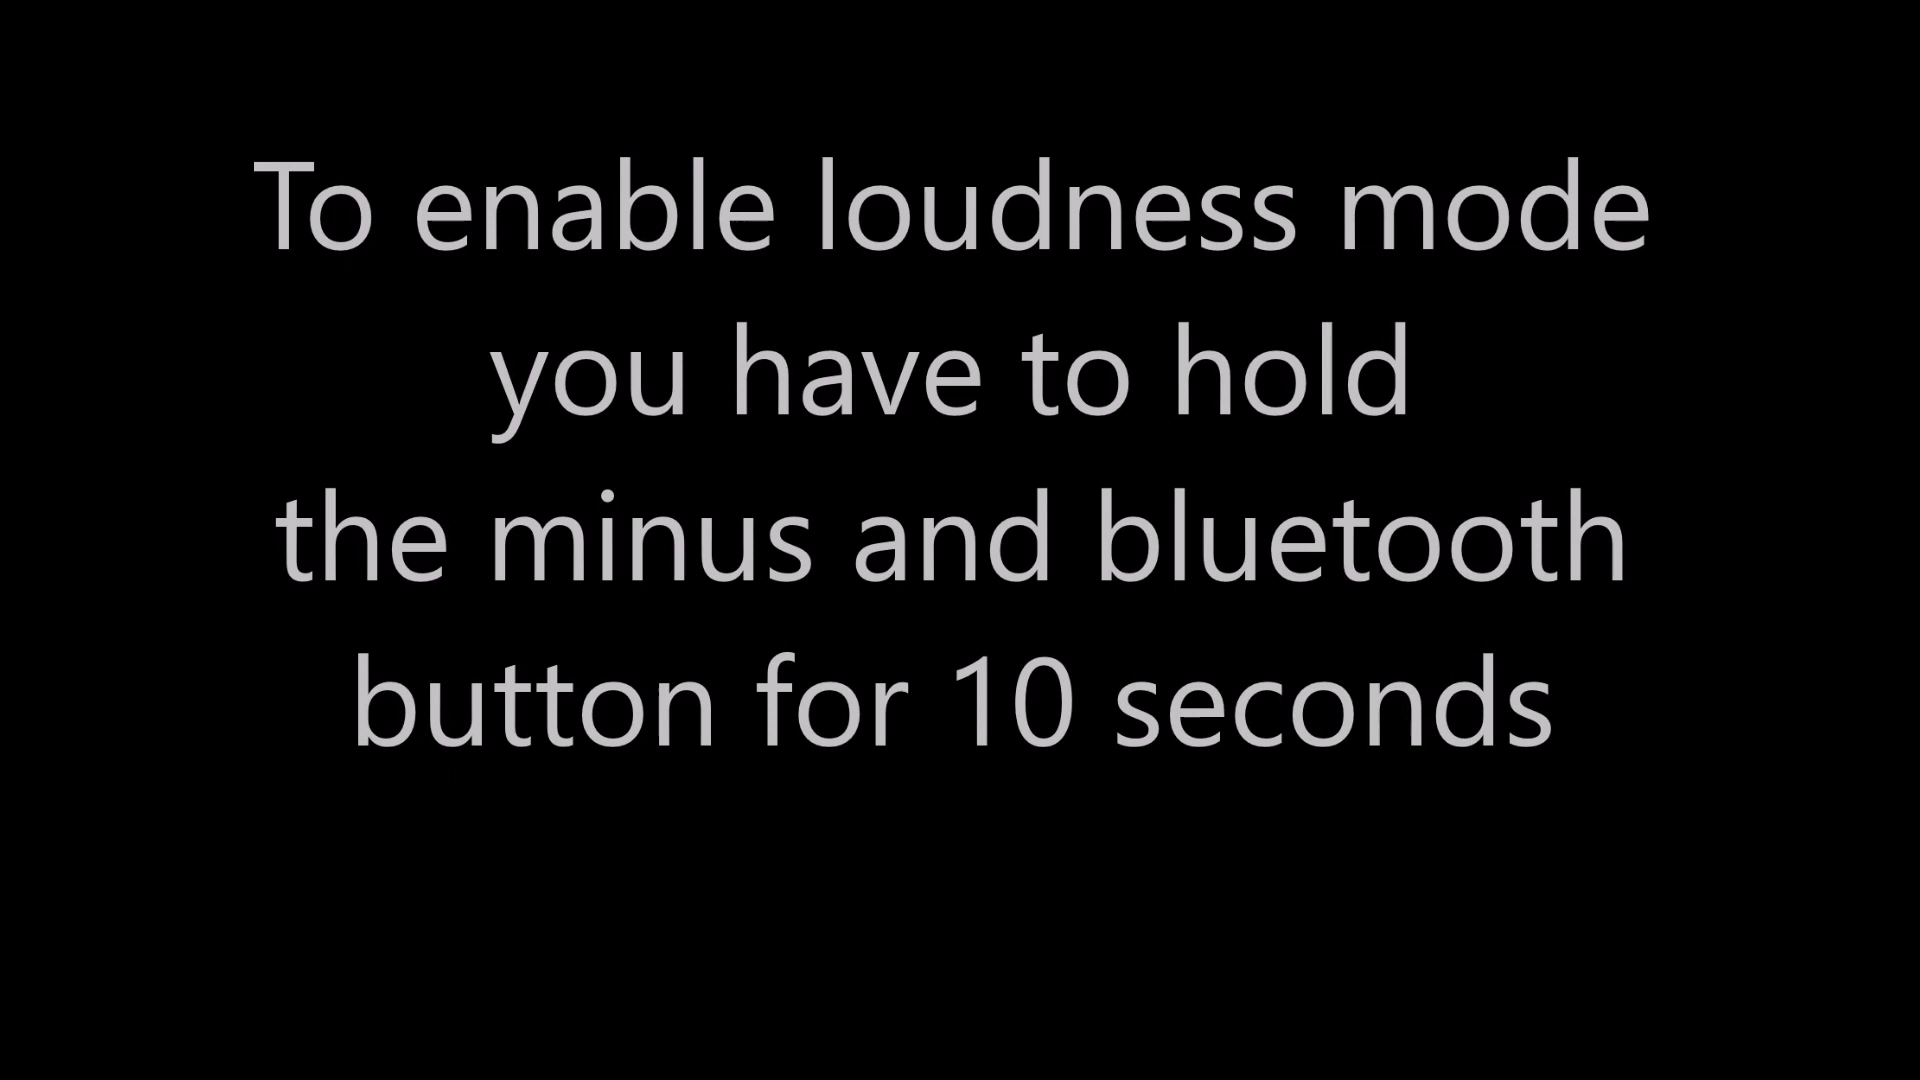 To enable loudness mode
you have to hold
the minus and bluetooth
button for 10 seconds